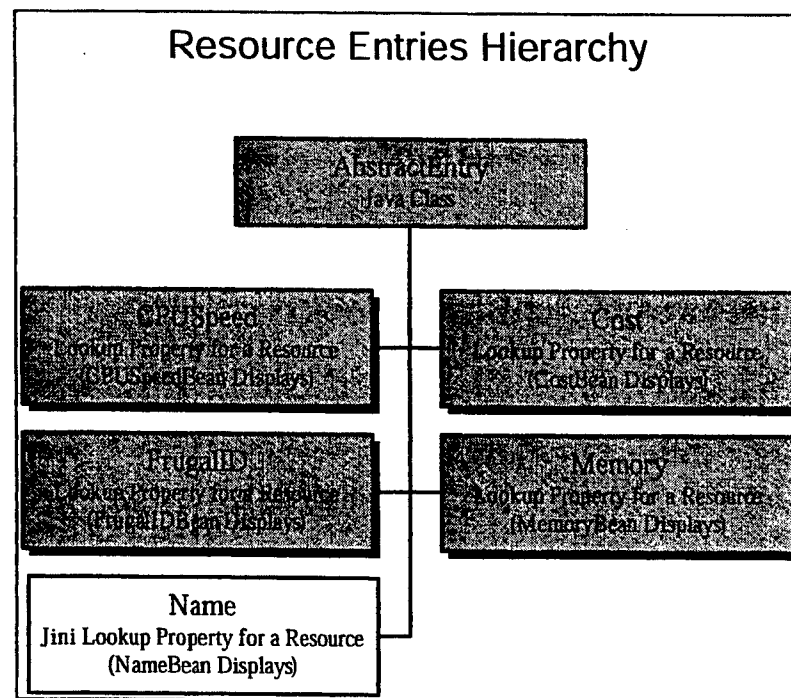 Resource Entries Hierarchy
AbstractEntry
Java Class
CPUSpeed
Lookup Property for a Resource
(CPUSpeedBean Displays)
Cost
Lookup Property for a Resource
(CostBean Displays)
FrugalID
Lookup Property for a Resource
(FrugalIDBean Displays)
Memory
Lookup Property for a Resource
(MemoryBean Displays)
Name
Jini Lookup Property for a Resource
(NameBean Displays)